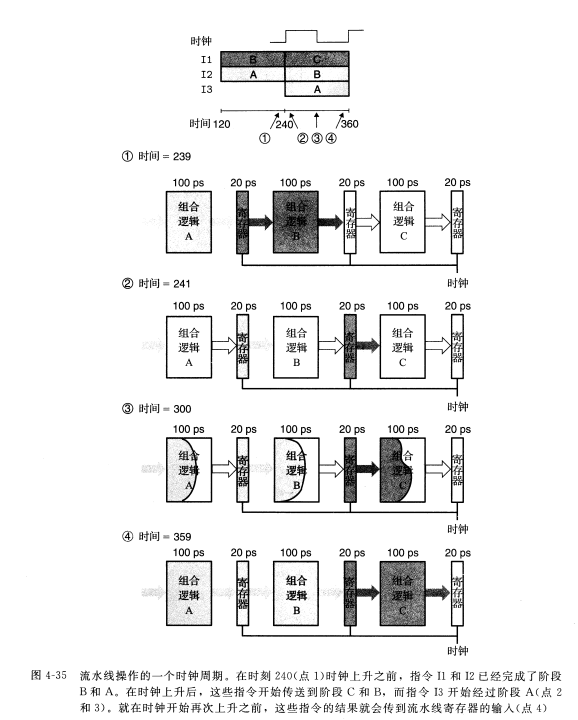 时钟
I1 B C
I2 A B
I3 A
时间 120 240 360
① ② ③ ④
① 时间 = 239
100 ps 20 ps 100 ps 20 ps 100 ps 20 ps
组合逻辑A 寄存器 组合逻辑B 寄存器 组合逻辑C 寄存器
时钟
② 时间 = 241
100 ps 20 ps 100 ps 20 ps 100 ps 20 ps
组合逻辑A 寄存器 组合逻辑B 寄存器 组合逻辑C 寄存器
时钟
③ 时间 = 300
100 ps 20 ps 100 ps 20 ps 100 ps 20 ps
组合逻辑A 寄存器 组合逻辑B 寄存器 组合逻辑C 寄存器
时钟
④ 时间 = 359
100 ps 20 ps 100 ps 20 ps 100 ps 20 ps
组合逻辑A 寄存器 组合逻辑B 寄存器 组合逻辑C 寄存器
时钟
图 4-35 流水线操作的一个时钟周期。在时刻 240(点 1)时钟上升之前，指令 I1 和 I2 已经完成了阶段
B 和 A。在时钟上升后，这些指令开始传送到阶段 C 和 B，而指令 I3 开始经过阶段 A(点 2
和 3)。就在时钟开始再次上升之前，这些指令的结果就会传到流水线寄存器的输入(点 4)